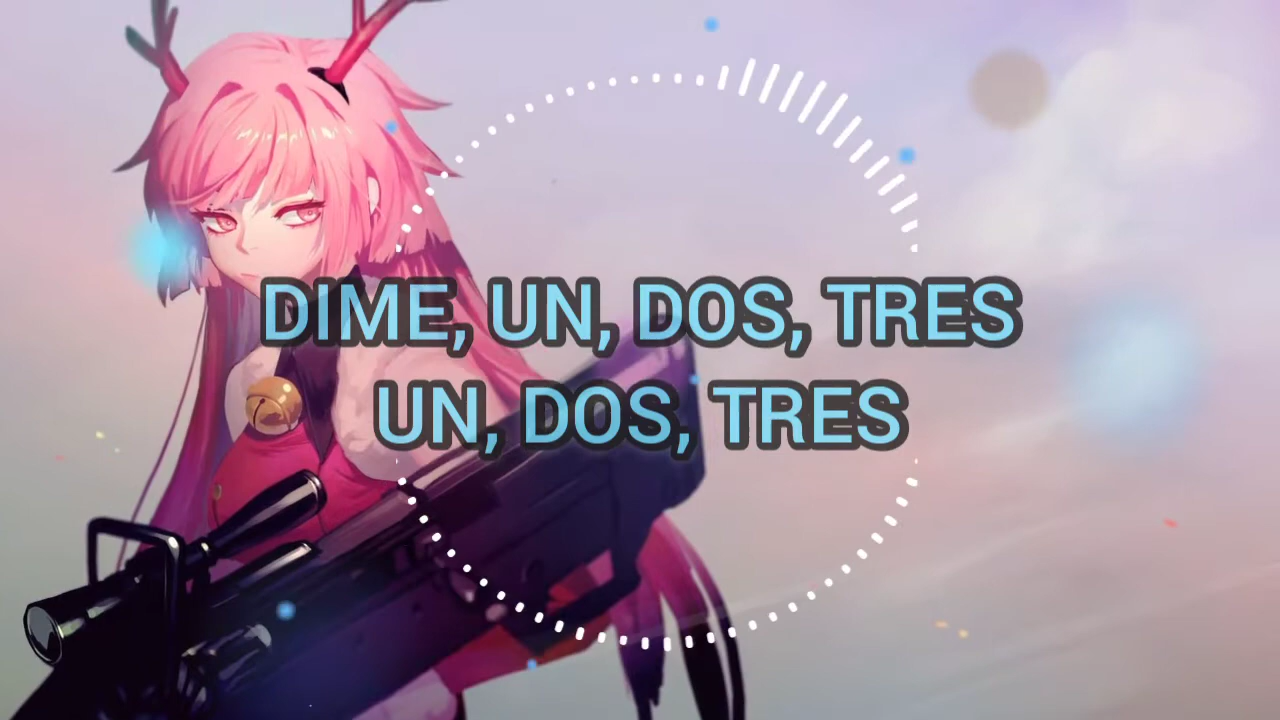 DIME, UN, DOS, TRES
UN, DOS, TRES